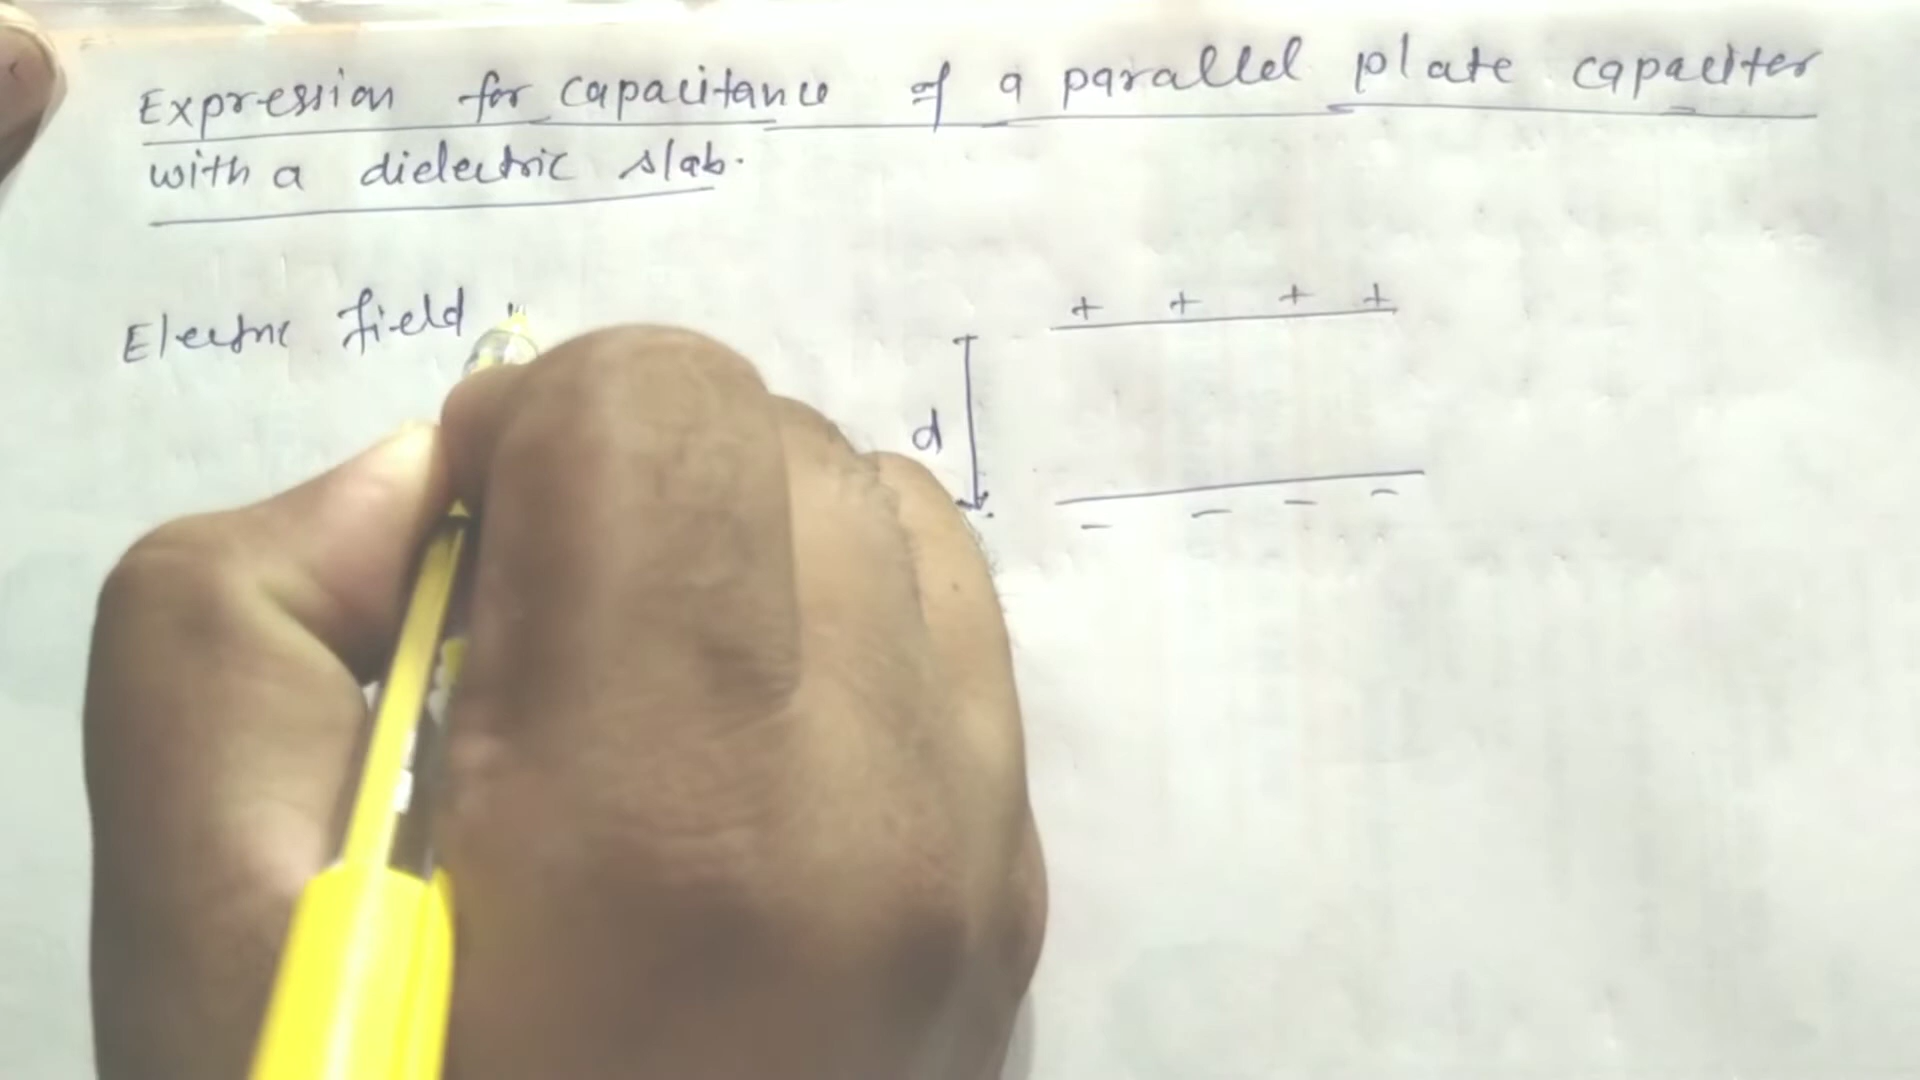 Expression for capacitance of a parallel plate capacitor
with a dielectric slab.
Electric field
+ + + +
d
- - - -